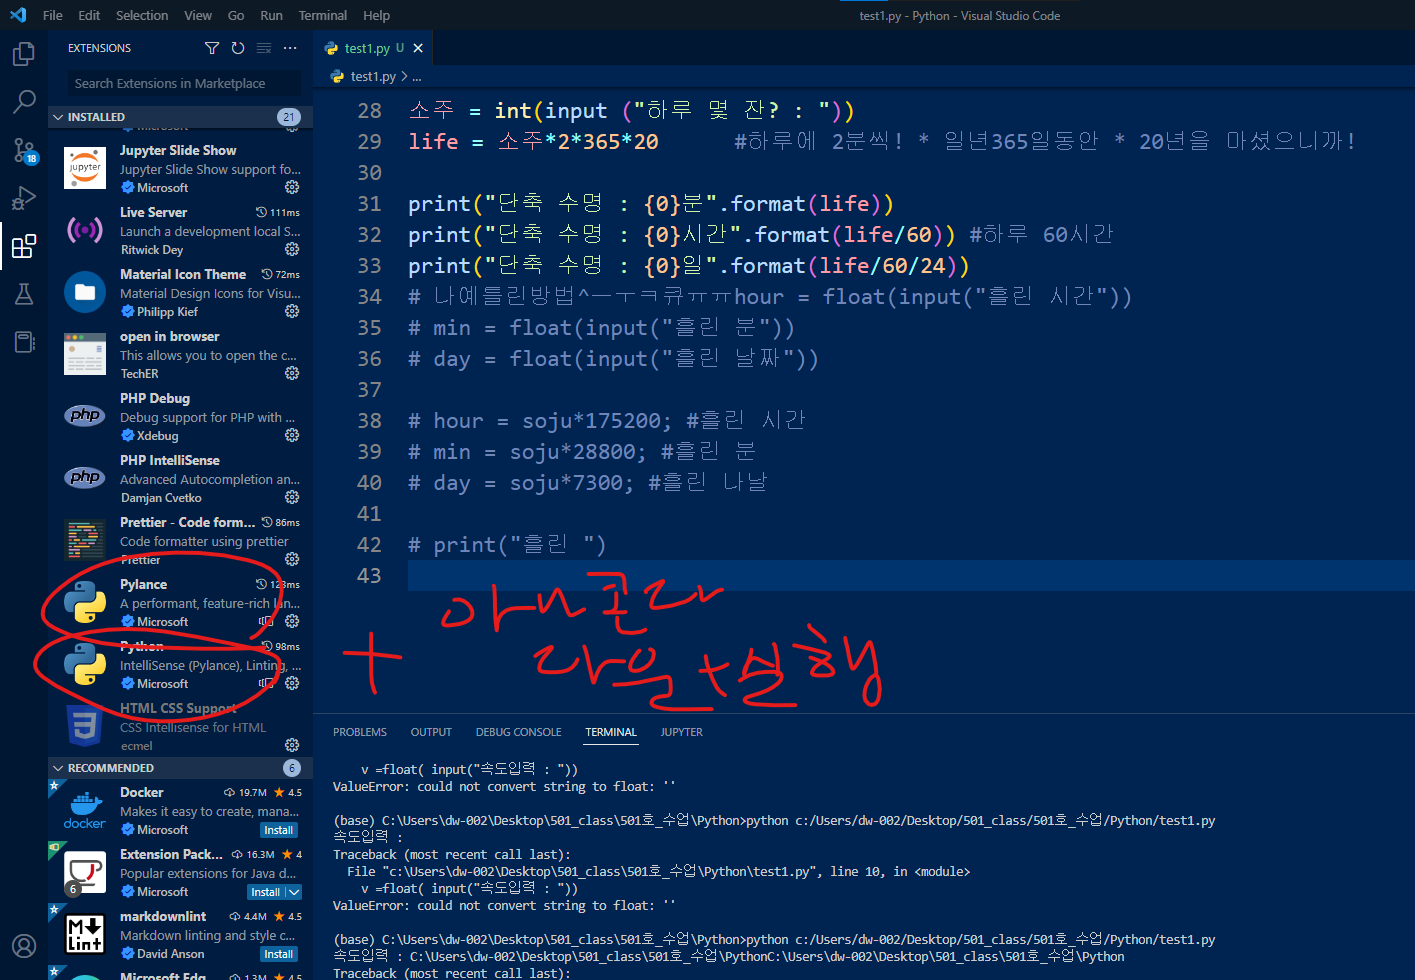 File Edit Selection View Go Run Terminal Help
test1.py - Python - Visual Studio Code
EXTENSIONS
Search Extensions in Marketplace
INSTALLED 21
Microsoft
Jupyter Slide Show
Jupyter Slide Show support fo...
Microsoft
Live Server 111ms
Launch a development local S...
Ritwick Dey
Material Icon Theme 72ms
Material Design Icons for Visu...
Philipp Kief
open in browser
This allows you to open the c...
TechER
PHP Debug
Debug support for PHP with ...
Xdebug
PHP IntelliSense
Advanced Autocompletion an...
Damjan Cvetko
Prettier - Code form... 86ms
Code formatter using prettier
Prettier
Pylance 123ms
A performant, feature-rich lan...
Microsoft
Python 98ms
IntelliSense (Pylance), Linting, ...
Microsoft
HTML CSS Support
CSS Intellisense for HTML
ecmel
RECOMMENDED 6
Docker 19.7M 4.5
Makes it easy to create, mana...
Microsoft Install
Extension Pack... 16.3M 4
Popular extensions for Java d...
Microsoft Install
markdownlint 4.4M 4.5
Markdown linting and style c...
David Anson Install
Microsoft Edg... 1.3M 4.5
18
jupyter
php
php
docker
6
M Lint
test1.py U
test1.py > ...
28 소주 = int(input ("하루 몇 잔? : "))
29 life = 소주*2*365*20 #하루에 2분씩! * 일년365일동안 * 20년을 마셨으니까!
30
31 print("단축 수명 : {0}분".format(life))
32 print("단축 수명 : {0}시간".format(life/60)) #하루 60시간
33 print("단축 수명 : {0}일".format(life/60/24))
34 # 나에틀린방법^ㅡㅜㅋ큐ㅠㅠhour = float(input("흘린 시간"))
35 # min = float(input("흘린 분"))
36 # day = float(input("흘린 날짜"))
37
38 # hour = soju*175200; #흘린 시간
39 # min = soju*28800; #흘린 분
40 # day = soju*7300; #흘린 나날
41
42 # print("흘린 ")
43
아나콘다
+ 다운+실행
PROBLEMS OUTPUT DEBUG CONSOLE TERMINAL JUPYTER
v =float( input("속도입력 : "))
ValueError: could not convert string to float: ''
(base) C:\Users\dw-002\Desktop\501_class\501호_수업\Python>python c:/Users/dw-002/Desktop/501_class/501호_수업/Python/test1.py
속도입력 :
Traceback (most recent call last):
File "c:\Users\dw-002\Desktop\501_class\501호_수업\Python\test1.py", line 10, in <module>
v =float( input("속도입력 : "))
ValueError: could not convert string to float: ''
(base) C:\Users\dw-002\Desktop\501_class\501호_수업\Python>python c:/Users/dw-002/Desktop/501_class/501호_수업/Python/test1.py
속도입력 : C:\Users\dw-002\Desktop\501_class\501호_수업\PythonC:\Users\dw-002\Desktop\501_class\501호_수업\Python
Traceback (most recent call last):